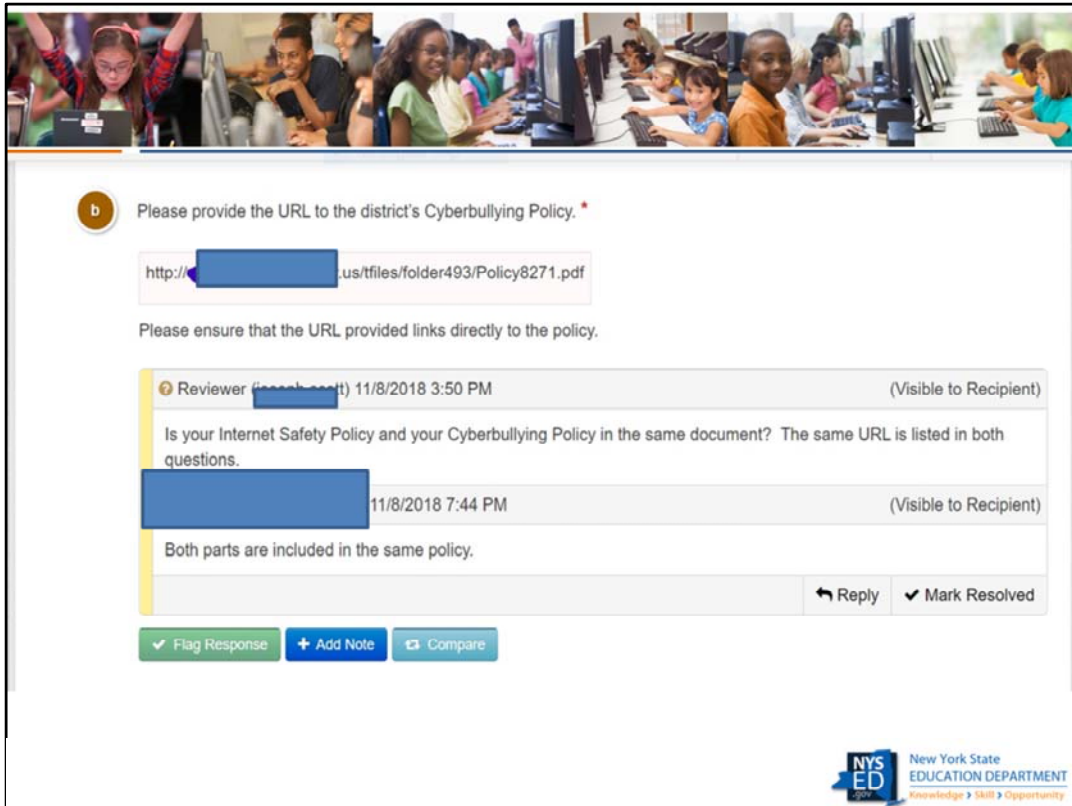 b
Please provide the URL to the district's Cyberbullying Policy. *
http:// .us/tfiles/folder493/Policy8271.pdf
Please ensure that the URL provided links directly to the policy.
Reviewer ( 11/8/2018 3:50 PM (Visible to Recipient)
Is your Internet Safety Policy and your Cyberbullying Policy in the same document? The same URL is listed in both
questions.
11/8/2018 7:44 PM (Visible to Recipient)
Both parts are included in the same policy.
Reply Mark Resolved
Flag Response + Add Note Compare
NYS
ED
.gov
New York State
EDUCATION DEPARTMENT
Knowledge > Skill > Opportunity